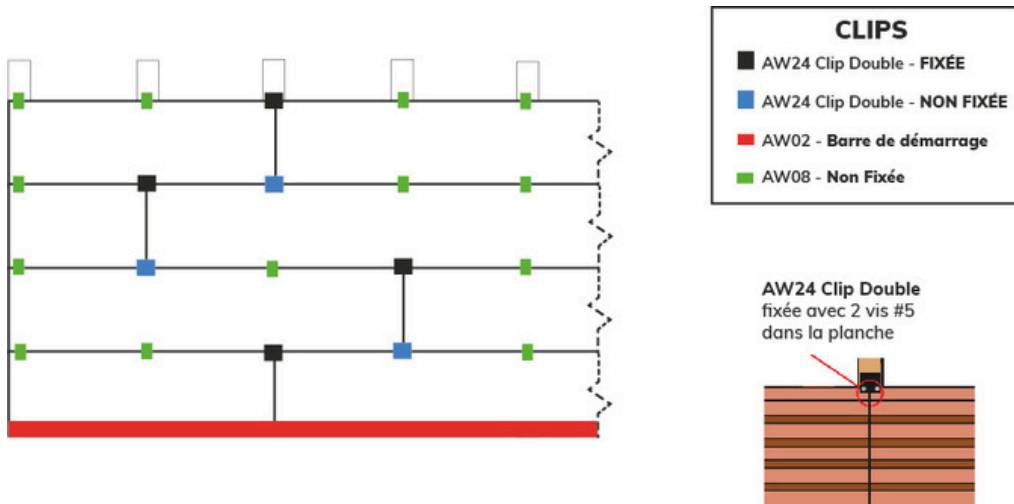 CLIPS
AW24 Clip Double - FIXÉE
AW24 Clip Double - NON FIXÉE
AW02 - Barre de démarrage
AW08 - Non Fixée
AW24 Clip Double
fixée avec 2 vis #5
dans la planche